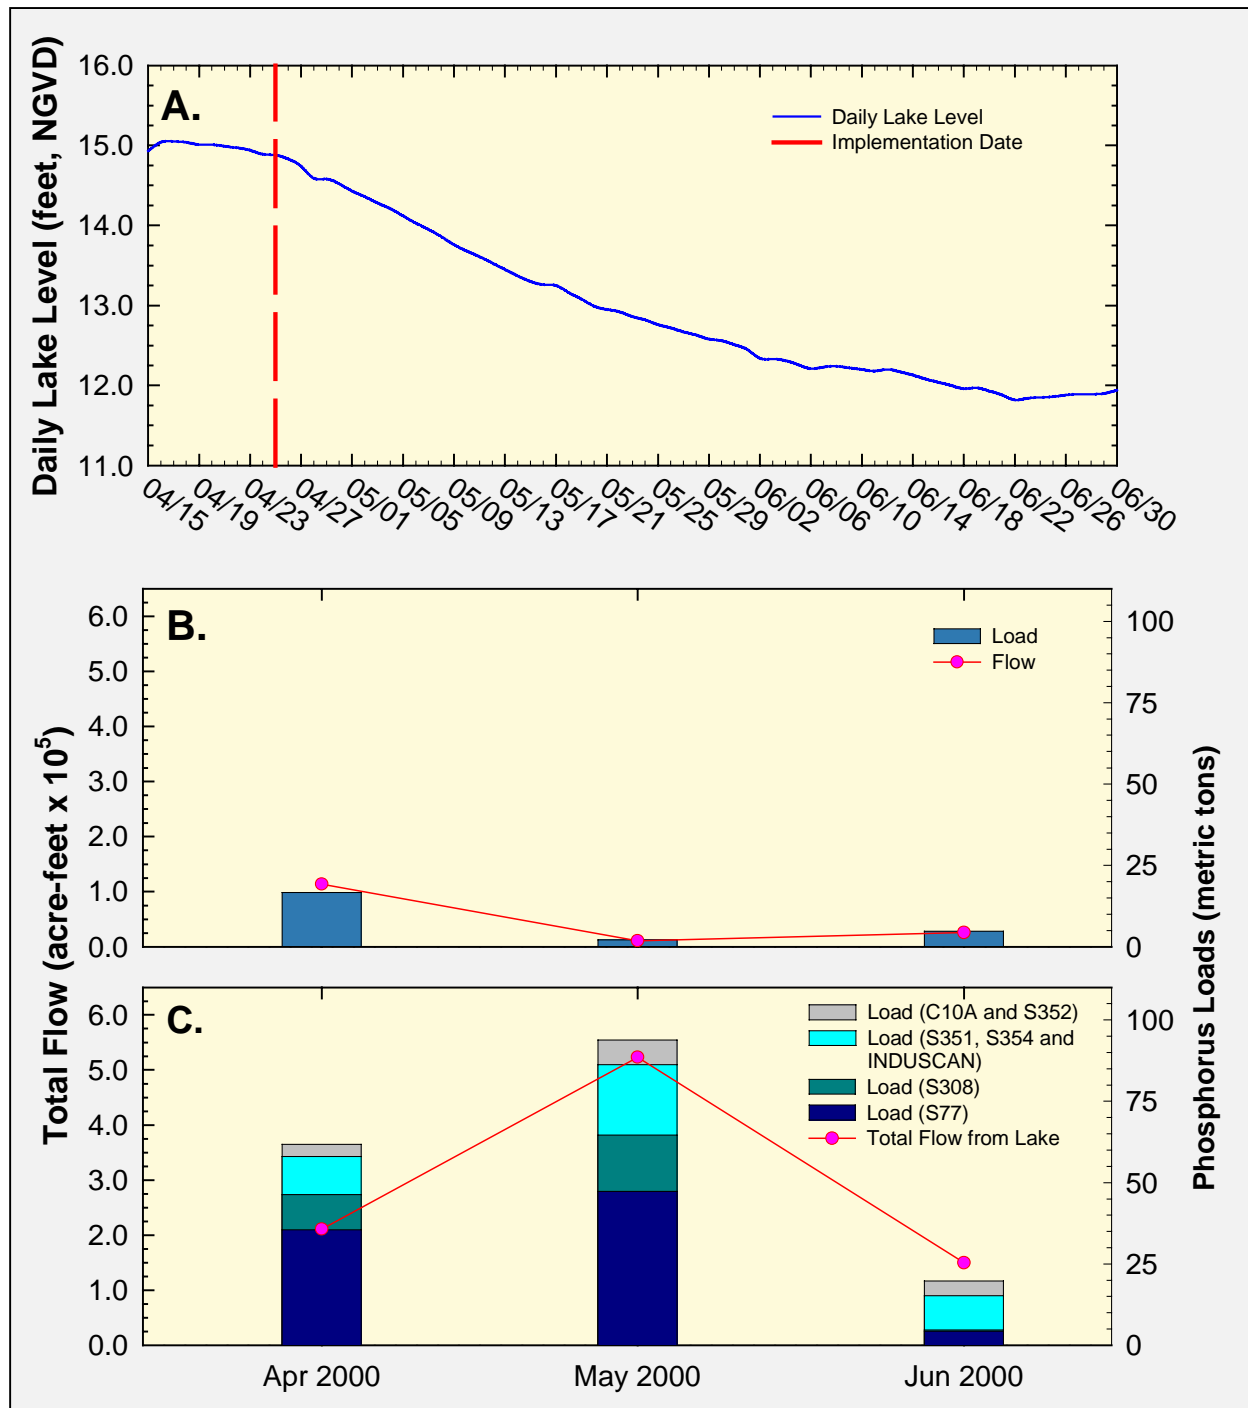 A.
Daily Lake Level (feet, NGVD)
16.0
15.0
14.0
13.0
12.0
11.0
Daily Lake Level
Implementation Date
04/15
04/19
04/23
04/27
05/01
05/05
05/09
05/13
05/17
05/21
05/25
05/29
06/02
06/06
06/10
06/14
06/18
06/22
06/26
06/30
B.
Total Flow (acre-feet x 10⁵)
6.0
5.0
4.0
3.0
2.0
1.0
0.0
Load
Flow
100
75
50
25
0
Phosphorus Loads (metric tons)
C.
6.0
5.0
4.0
3.0
2.0
1.0
0.0
Load (C10A and S352)
Load (S351, S354 and
INDUSCAN)
Load (S308)
Load (S77)
Total Flow from Lake
100
75
50
25
0
Apr 2000
May 2000
Jun 2000